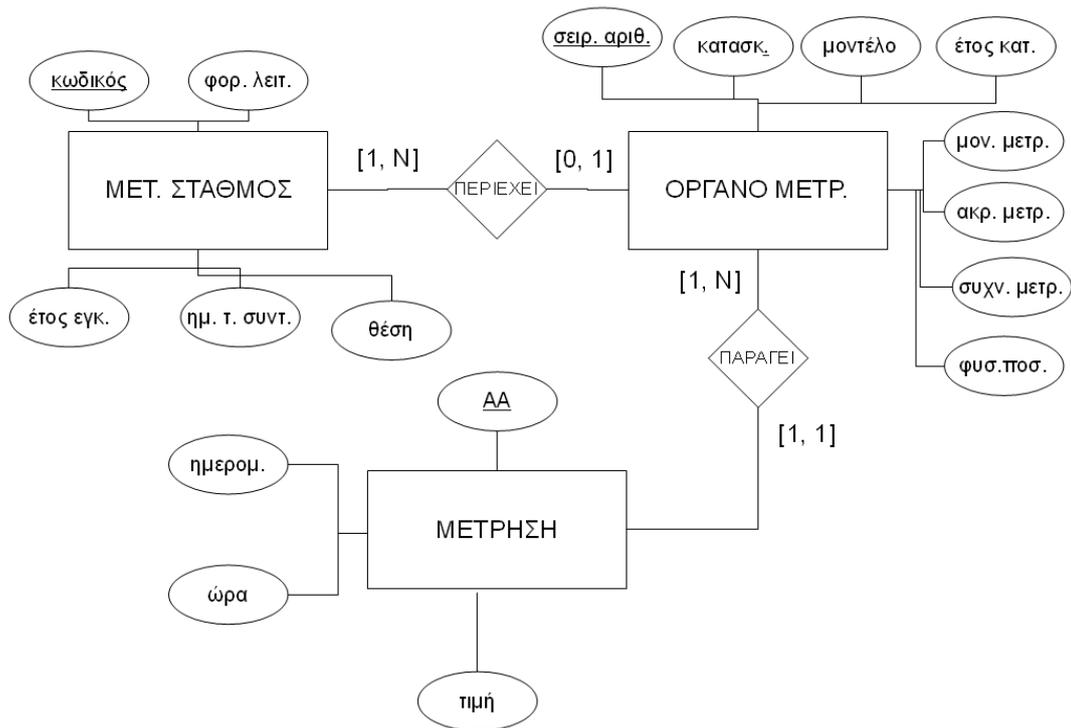 σειρ. αριθ.
κατασκ.
μοντέλο
έτος κατ.
κωδικός
φορ. λειτ.
μον. μετρ.
[1, N]
[0, 1]
ΜΕΤ. ΣΤΑΘΜΟΣ
ΠΕΡΙΕΧΕΙ
ΟΡΓΑΝΟ ΜΕΤΡ.
ακρ. μετρ.
[1, N]
συχν. μετρ.
έτος εγκ.
ημ. τ. συντ.
θέση
ΠΑΡΑΓΕΙ
φυσ.ποσ.
ΑΑ
[1, 1]
ημερομ.
ΜΕΤΡΗΣΗ
ώρα
τιμή